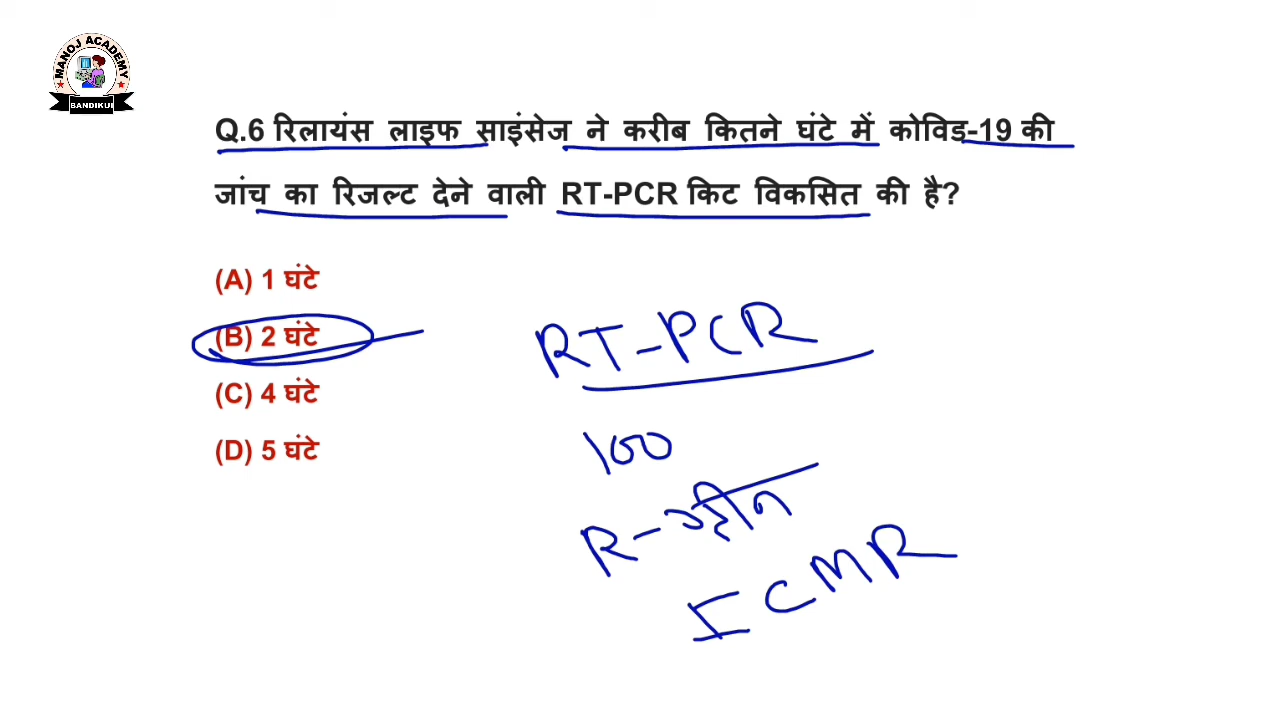 MANOJ ACADEMY
BANDIKUI
Q.6 रिलायंस लाइफ साइंसेज ने करीब कितने घंटे में कोविड-19 की
जांच का रिजल्ट देने वाली RT-PCR किट विकसित की है?
(A) 1 घंटे
(B) 2 घंटे
(C) 4 घंटे
(D) 5 घंटे
RT-PCR
100
R-ग्रीन
ICMR